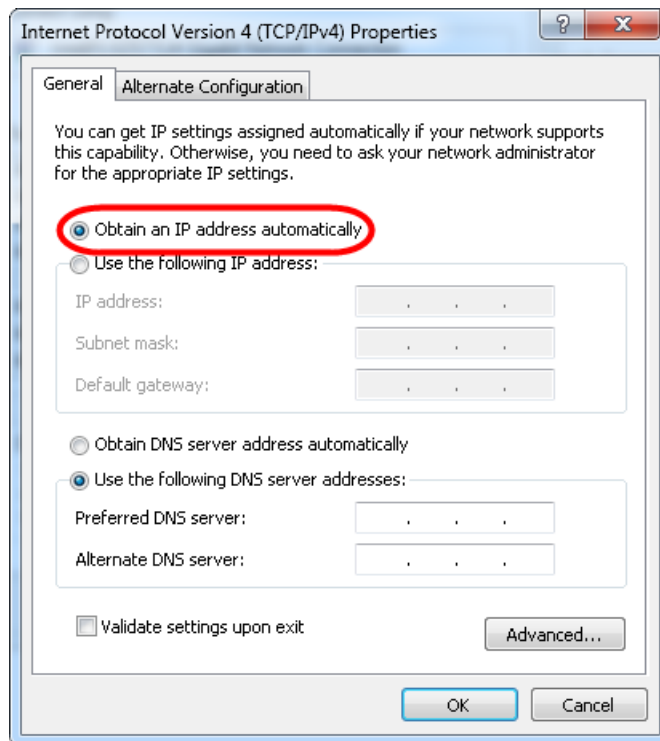 Internet Protocol Version 4 (TCP/IPv4) Properties
General
Alternate Configuration
You can get IP settings assigned automatically if your network supports
this capability. Otherwise, you need to ask your network administrator
for the appropriate IP settings.
Obtain an IP address automatically
Use the following IP address:
IP address:
Subnet mask:
Default gateway:
Obtain DNS server address automatically
Use the following DNS server addresses:
Preferred DNS server:
Alternate DNS server:
Validate settings upon exit
Advanced...
OK
Cancel